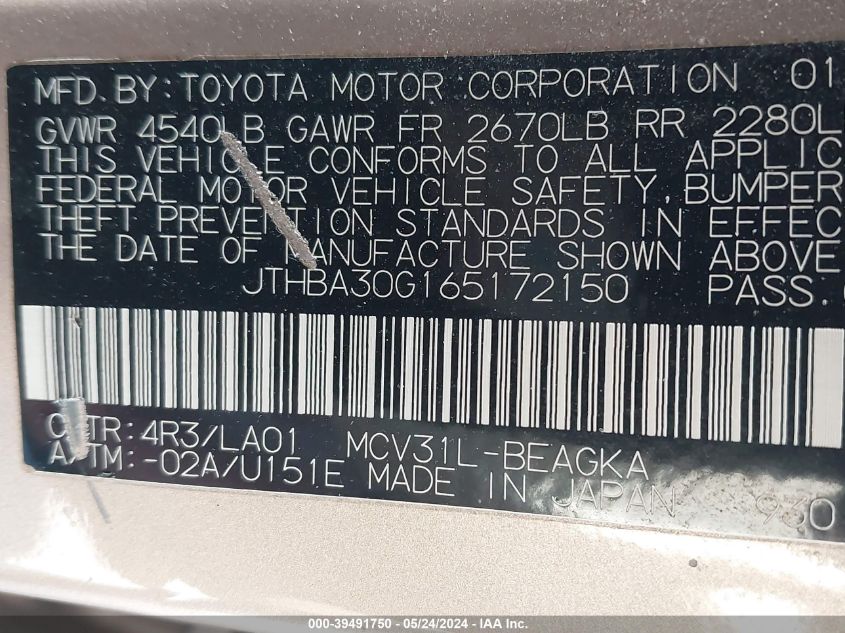 MFD. BY: TOYOTA MOTOR CORPORATION 01
GVWR 4540LB GAWR FR 2670LB RR 2280L
THIS VEHICLE CONFORMS TO ALL APPLIC
FEDERAL MOTOR VEHICLE SAFETY, BUMPER
THEFT PREVENTION STANDARDS IN EFFEC
THE DATE OF MANUFACTURE SHOWN ABOVE
JTHBA30G165172150 PASS.
C/TR: 4R3/LA01 MCV31L-BEAGKA
A/TM: -02A/U151E MADE IN JAPAN 930
000-39491750 - 05/24/2024 - IAA Inc.